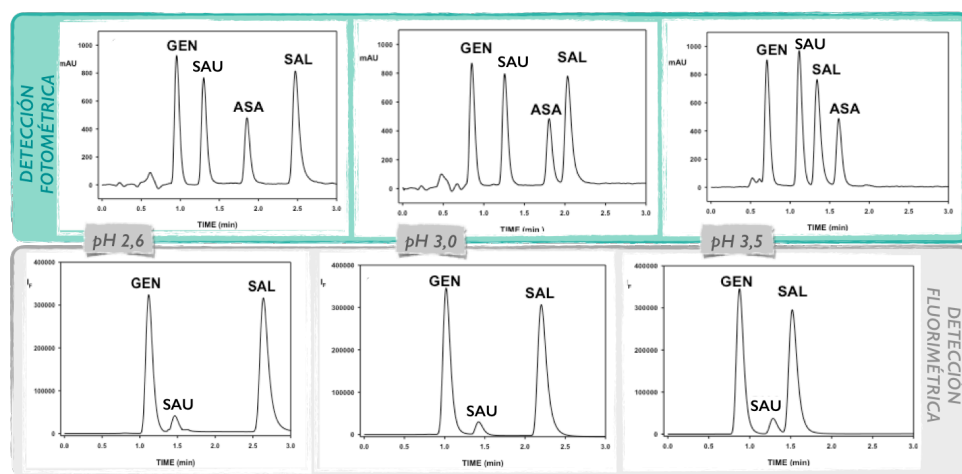 DETECCIÓN
FOTOMÉTRICA
1000
mAU
800
600
400
200
0
GEN
SAU
ASA
SAL
0.0 0.5 1.0 1.5 2.0 2.5 3.0
TIME (min)
1000
mAU
800
600
400
200
0
GEN
SAU
ASA
SAL
0.0 0.5 1.0 1.5 2.0 2.5 3.0
TIME (min)
1000
mAU
800
600
400
200
0
GEN
SAU
SAL
ASA
0.0 0.5 1.0 1.5 2.0 2.5 3.0
TIME (min)
pH 2,6
pH 3,0
pH 3,5
IF
400000
300000
200000
100000
0
GEN
SAU
SAL
0.0 0.5 1.0 1.5 2.0 2.5 3.0
TIME (min)
IF
400000
300000
200000
100000
0
GEN
SAU
SAL
0.0 0.5 1.0 1.5 2.0 2.5 3.0
TIME (min)
IF
400000
300000
200000
100000
0
GEN
SAU
SAL
0.0 0.5 1.0 1.5 2.0 2.5 3.0
TIME (min)
DETECCIÓN
FLUORIMÉTRICA